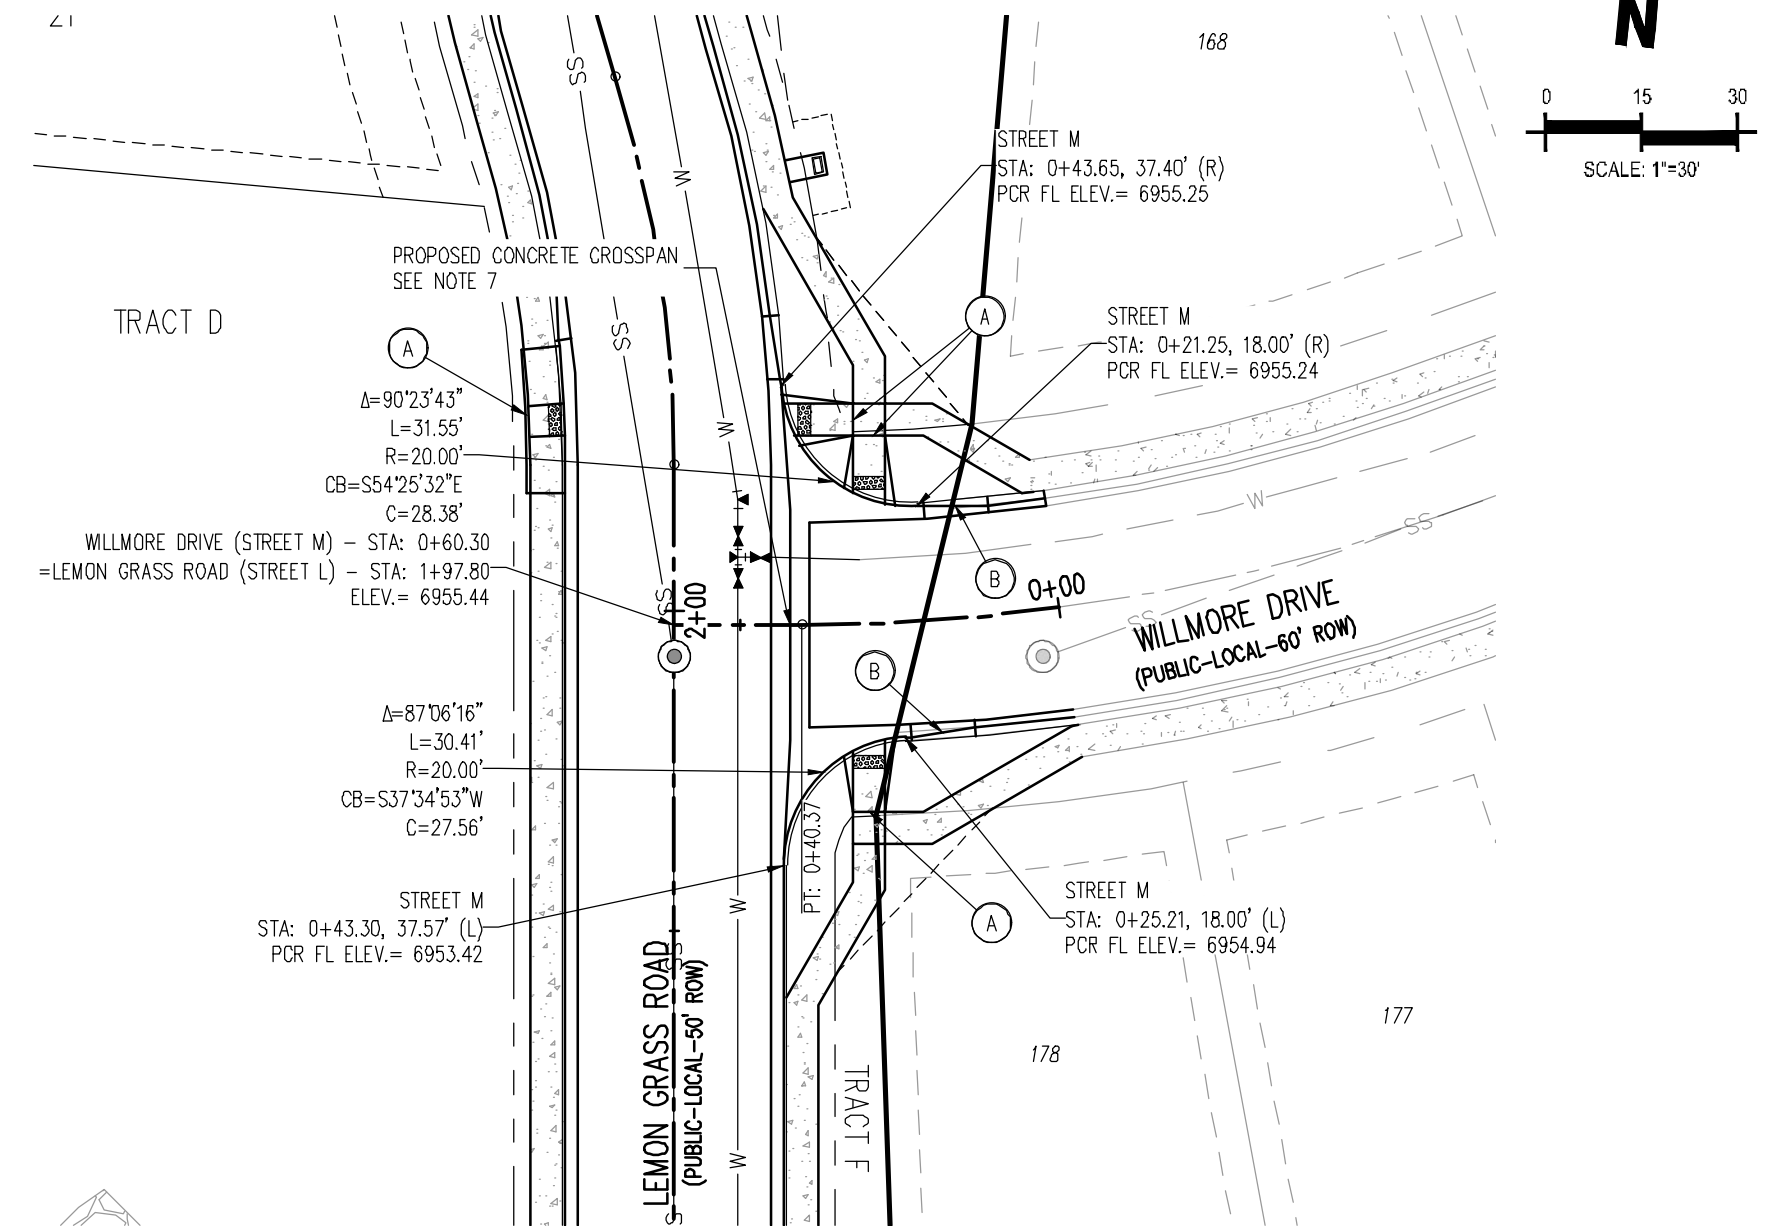 21
168
N
0 15 30
SCALE: 1"=30'
STREET M
STA: 0+43.65, 37.40' (R)
PCR FL ELEV.= 6955.25
PROPOSED CONCRETE CROSSPAN
SEE NOTE 7
TRACT D
A
A
STREET M
STA: 0+21.25, 18.00' (R)
PCR FL ELEV.= 6955.24
Δ=90°23'43"
L=31.55'
R=20.00'
CB=S54°25'32"E
C=28.38'
WILLMORE DRIVE (STREET M) - STA: 0+60.30
=LEMON GRASS ROAD (STREET L) - STA: 1+97.80
ELEV.= 6955.44
SS
SS
SS
SS
S
W
W
W
W
W
SS
SS
2+00
0+00
B
B
WILLMORE DRIVE
(PUBLIC-LOCAL-60' ROW)
Δ=87°06'16"
L=30.41'
R=20.00'
CB=S37°34'53"W
C=27.56'
PT: 0+40.37
STREET M
STA: 0+43.30, 37.57' (L)
PCR FL ELEV.= 6953.42
A
STREET M
STA: 0+25.21, 18.00' (L)
PCR FL ELEV.= 6954.94
LEMON GRASS ROAD
(PUBLIC-LOCAL-50' ROW)
TRACT F
178
177